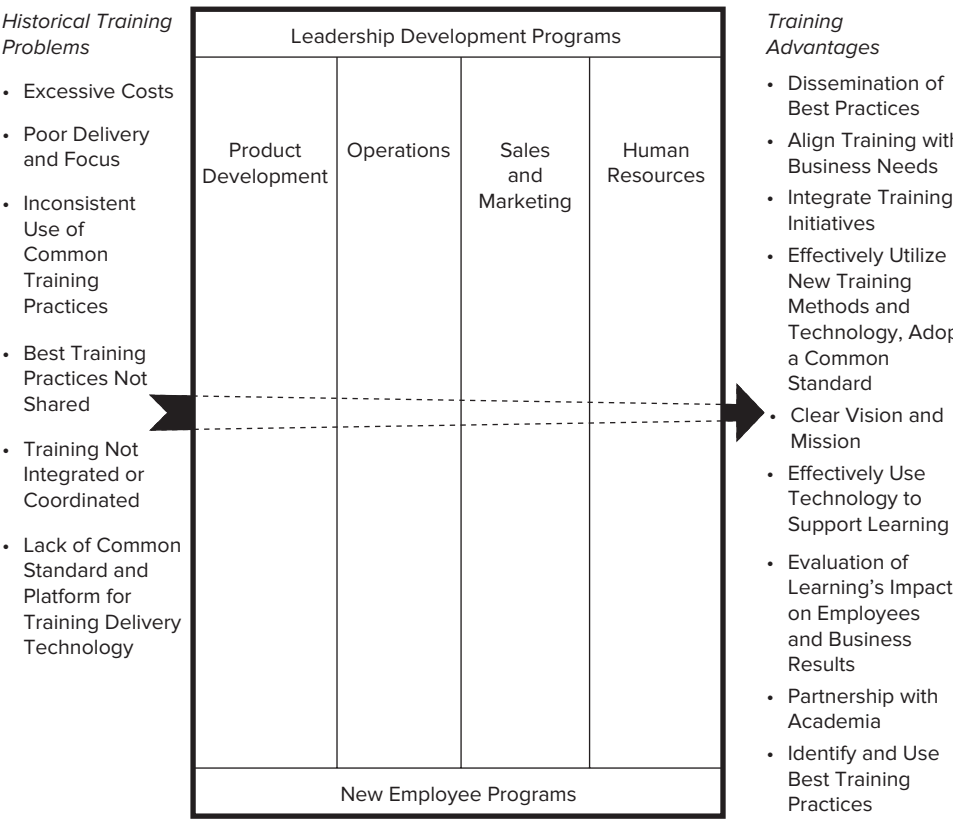 Historical Training
Problems
• Excessive Costs
• Poor Delivery
and Focus
• Inconsistent
Use of
Common
Training
Practices
• Best Training
Practices Not
Shared
• Training Not
Integrated or
Coordinated
• Lack of Common
Standard and
Platform for
Training Delivery
Technology
Leadership Development Programs
Product
Development
Operations
Sales
and
Marketing
Human
Resources
New Employee Programs
Training
Advantages
• Dissemination of
Best Practices
• Align Training with
Business Needs
• Integrate Training
Initiatives
• Effectively Utilize
New Training
Methods and
Technology, Adop
a Common
Standard
• Clear Vision and
Mission
• Effectively Use
Technology to
Support Learning
• Evaluation of
Learning's Impact
on Employees
and Business
Results
• Partnership with
Academia
• Identify and Use
Best Training
Practices